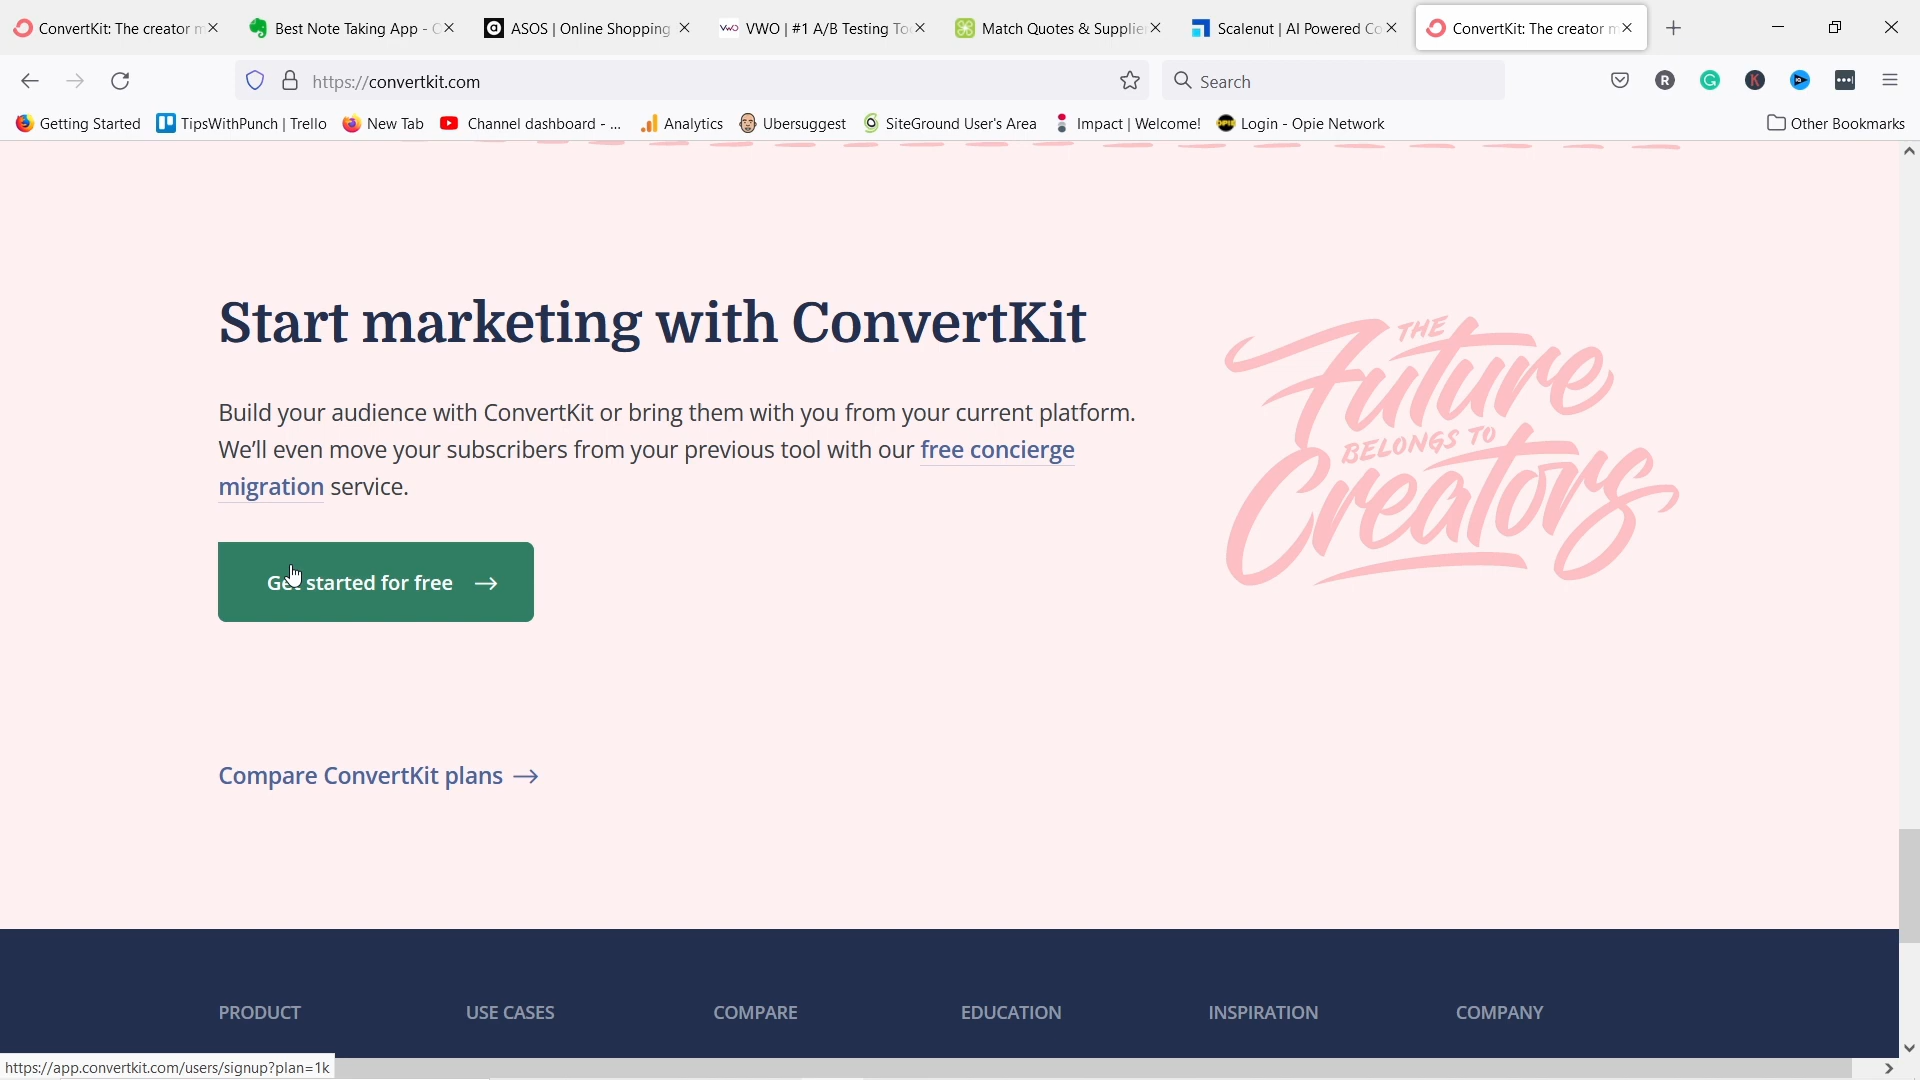 ConvertKit: The creator m
Best Note Taking App - O
ASOS | Online Shopping
VWO | #1 A/B Testing To
Match Quotes & Supplie
Scalenut | AI Powered Co
ConvertKit: The creator m
https://convertkit.com
Search
Getting Started
TipsWithPunch | Trello
New Tab
Channel dashboard - ...
Analytics
Ubersuggest
SiteGround User's Area
Impact | Welcome!
Login - Opie Network
Other Bookmarks
Start marketing with ConvertKit
Build your audience with ConvertKit or bring them with you from your current platform.
We'll even move your subscribers from your previous tool with our free concierge
migration service.
THE
Future
BELONGS TO
Creators
Get started for free →
Compare ConvertKit plans →
PRODUCT
USE CASES
COMPARE
EDUCATION
INSPIRATION
COMPANY
https://app.convertkit.com/users/signup?plan=1k